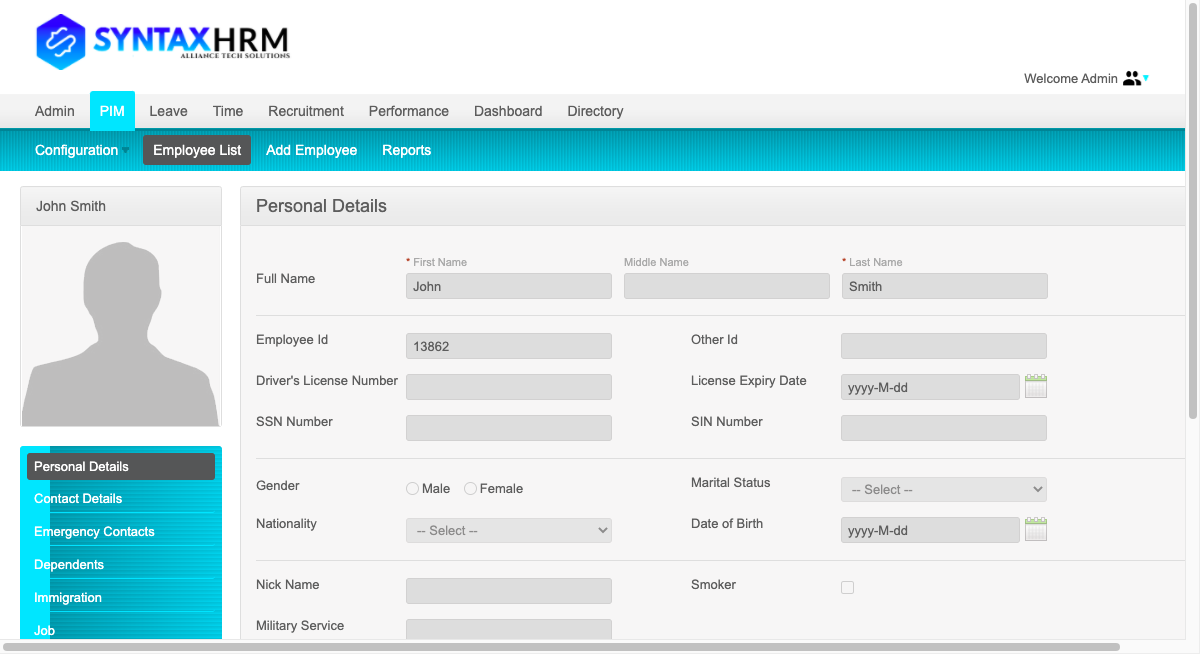 SYNTAXHRM
ALLIANCE TECH SOLUTIONS
Welcome Admin
Admin PIM Leave Time Recruitment Performance Dashboard Directory
Configuration Employee List Add Employee Reports
John Smith
Personal Details
Contact Details
Emergency Contacts
Dependents
Immigration
Job
Personal Details
* First Name Middle Name * Last Name
Full Name John Smith
Employee Id 13862 Other Id
Driver's License Number License Expiry Date yyyy-M-dd
SSN Number SIN Number
Gender Male Female Marital Status -- Select --
Nationality -- Select -- Date of Birth yyyy-M-dd
Nick Name Smoker
Military Service